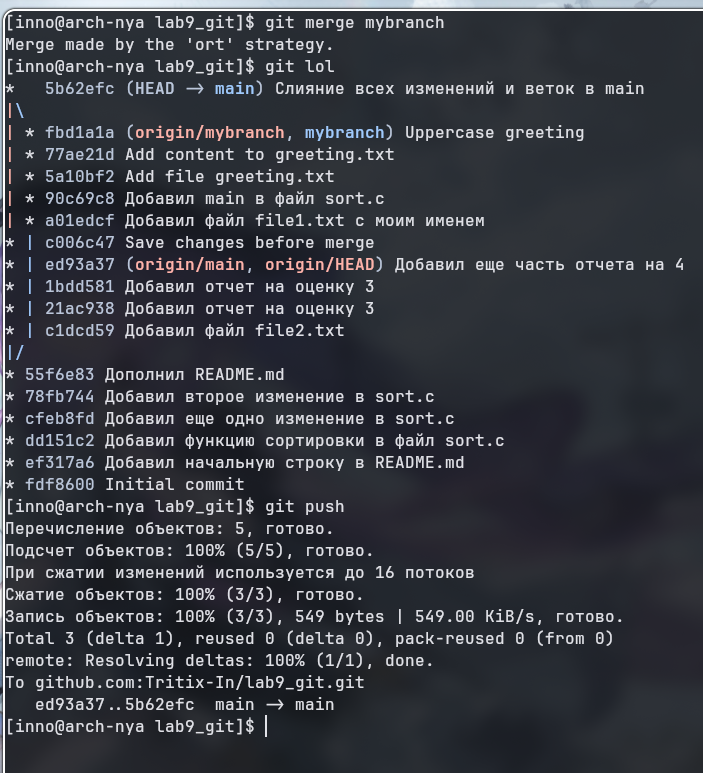 [inno@arch-nya lab9_git]$ git merge mybranch
Merge made by the 'ort' strategy.
[inno@arch-nya lab9_git]$ git lol
*   5b62efc (HEAD -> main) Слияние всех изменений и веток в main
|\
| * fbd1a1a (origin/mybranch, mybranch) Uppercase greeting
| * 77ae21d Add content to greeting.txt
| * 5a10bf2 Add file greeting.txt
| * 90c69c8 Добавил main в файл sort.c
| * a01edcf Добавил файл file1.txt с моим именем
* | c006c47 Save changes before merge
* | ed93a37 (origin/main, origin/HEAD) Добавил еще часть отчета на 4
* | 1bdd581 Добавил отчет на оценку 3
* | 21ac938 Добавил отчет на оценку 3
* | c1dcd59 Добавил файл file2.txt
|/
* 55f6e83 Дополнил README.md
* 78fb744 Добавил второе изменение в sort.c
* cfeb8fd Добавил еще одно изменение в sort.c
* dd151c2 Добавил функцию сортировки в файл sort.c
* ef317a6 Добавил начальную строку в README.md
* fdf8600 Initial commit
[inno@arch-nya lab9_git]$ git push
Перечисление объектов: 5, готово.
Подсчет объектов: 100% (5/5), готово.
При сжатии изменений используется до 16 потоков
Сжатие объектов: 100% (3/3), готово.
Запись объектов: 100% (3/3), 549 bytes | 549.00 KiB/s, готово.
Total 3 (delta 1), reused 0 (delta 0), pack-reused 0 (from 0)
remote: Resolving deltas: 100% (1/1), done.
To github.com:Tritix-In/lab9_git.git
   ed93a37..5b62efc  main -> main
[inno@arch-nya lab9_git]$